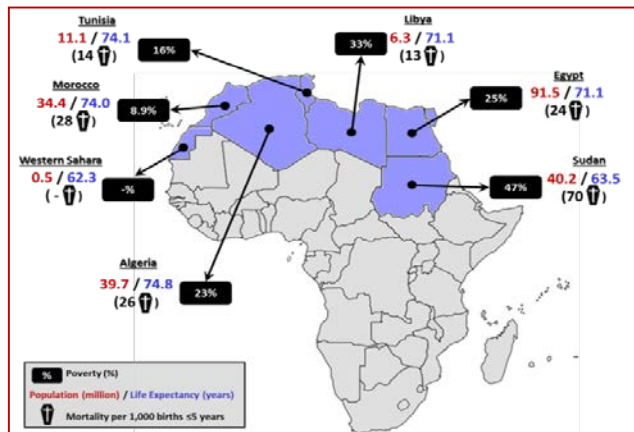 Tunisia
11.1 / 74.1
(14 )
16%
Libya
6.3 / 71.1
(13 )
33%
Morocco
34.4 / 74.0
(28 )
8.9%
Egypt
91.5 / 71.1
(24 )
25%
Western Sahara
0.5 / 62.3
( - )
-%
Sudan
40.2 / 63.5
(70 )
47%
Algeria
39.7 / 74.8
(26 )
23%
% Poverty (%)
Population (million) / Life Expectancy (years)
Mortality per 1,000 births ≤5 years